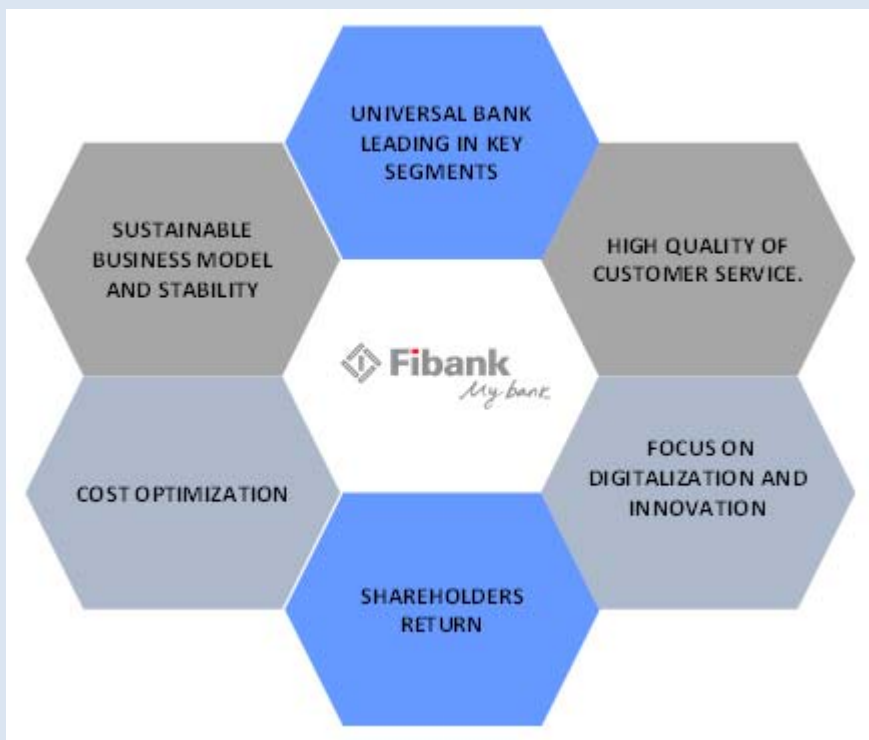 UNIVERSAL BANK
LEADING IN KEY
SEGMENTS
SUSTAINABLE
BUSINESS MODEL
AND STABILITY
HIGH QUALITY OF
CUSTOMER SERVICE.
Fibank
My bank.
COST OPTIMIZATION
FOCUS ON
DIGITALIZATION AND
INNOVATION
SHAREHOLDERS
RETURN